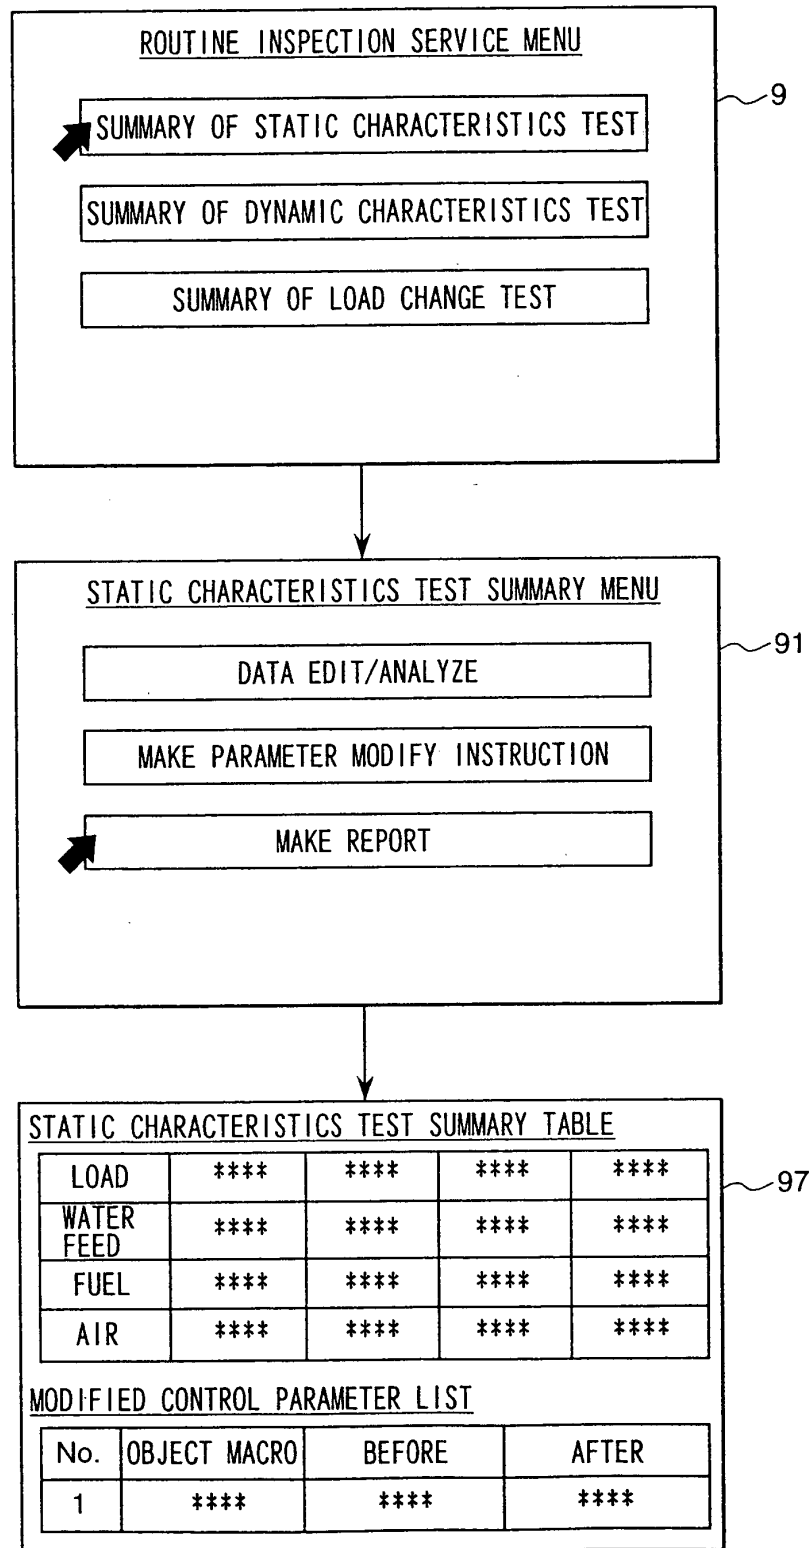 ROUTINE INSPECTION SERVICE MENU
9
SUMMARY OF STATIC CHARACTERISTICS TEST
SUMMARY OF DYNAMIC CHARACTERISTICS TEST
SUMMARY OF LOAD CHANGE TEST
STATIC CHARACTERISTICS TEST SUMMARY MENU
91
DATA EDIT/ANALYZE
MAKE PARAMETER MODIFY INSTRUCTION
MAKE REPORT
STATIC CHARACTERISTICS TEST SUMMARY TABLE
97
LOAD **** **** **** ****
WATER
FEED **** **** **** ****
FUEL **** **** **** ****
AIR **** **** **** ****
MODIFIED CONTROL PARAMETER LIST
No. OBJECT MACRO BEFORE AFTER
1 **** **** ****